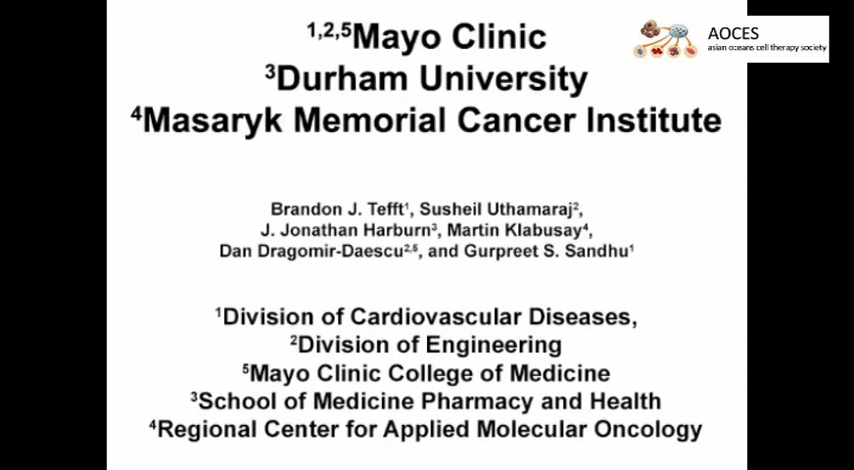 ¹,²,⁵Mayo Clinic
³Durham University
⁴Masaryk Memorial Cancer Institute
AOCES
asian oceans cell therapy society
Brandon J. Tefft¹, Susheil Uthamaraj²,
J. Jonathan Harburn³, Martin Klabusay⁴,
Dan Dragomir-Daescu²,⁵, and Gurpreet S. Sandhu¹
¹Division of Cardiovascular Diseases,
²Division of Engineering
⁵Mayo Clinic College of Medicine
³School of Medicine Pharmacy and Health
⁴Regional Center for Applied Molecular Oncology